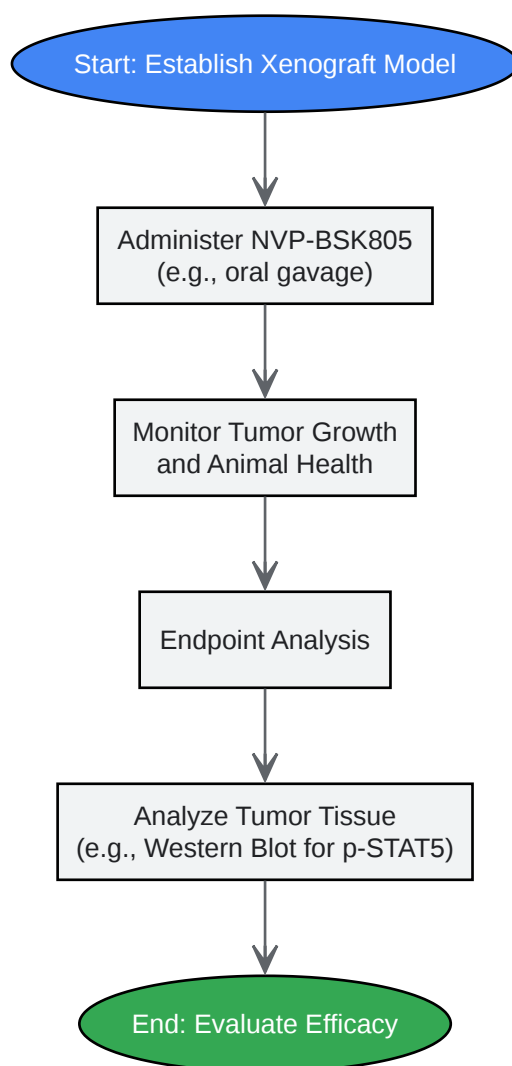 Start: Establish Xenograft Model
Administer NVP-BSK805
(e.g., oral gavage)
Monitor Tumor Growth
and Animal Health
Endpoint Analysis
Analyze Tumor Tissue
(e.g., Western Blot for p-STAT5)
End: Evaluate Efficacy